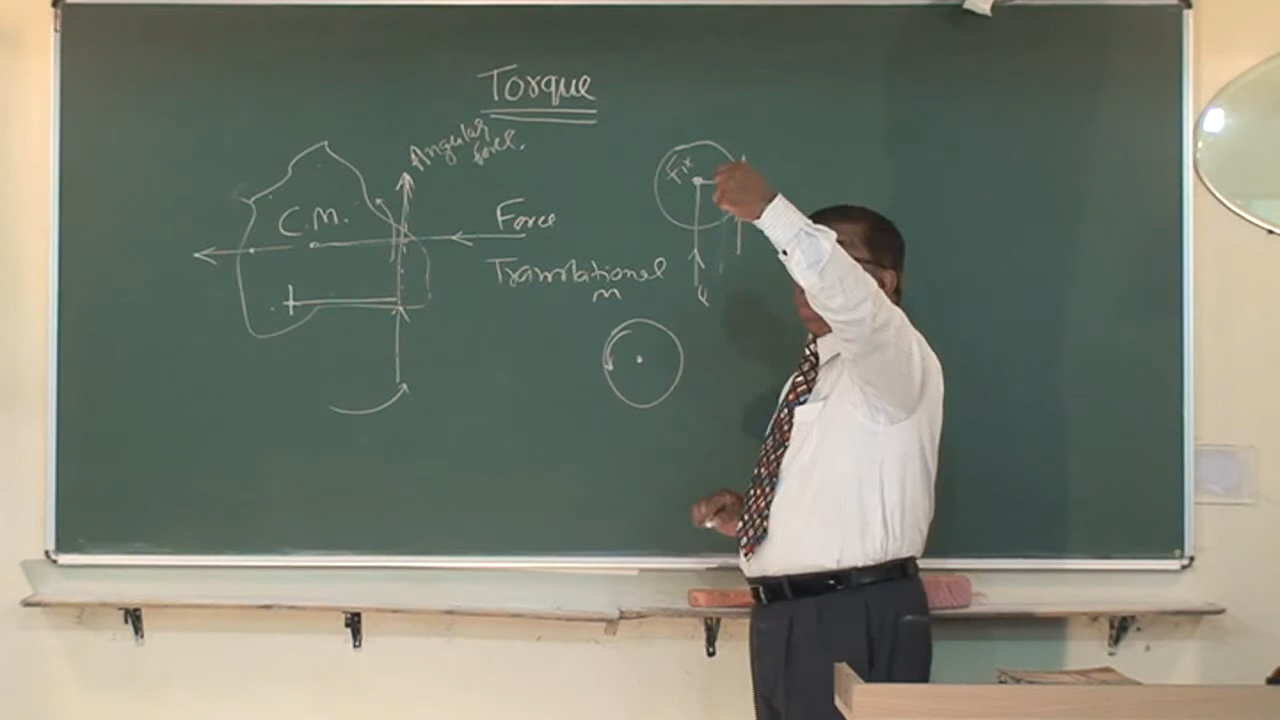 Torque
Angular
force.
C.M.
Force
Translational
m
Fix